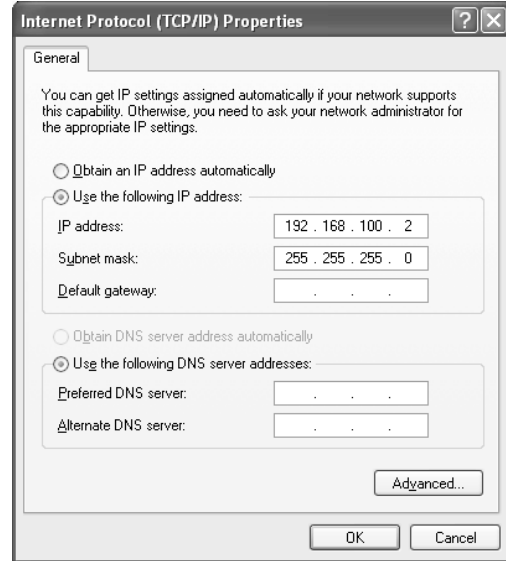 Internet Protocol (TCP/IP) Properties
General
You can get IP settings assigned automatically if your network supports
this capability. Otherwise, you need to ask your network administrator for
the appropriate IP settings.
Obtain an IP address automatically
Use the following IP address:
IP address: 192 . 168 . 100 . 2
Subnet mask: 255 . 255 . 255 . 0
Default gateway: . . .
Obtain DNS server address automatically
Use the following DNS server addresses:
Preferred DNS server: . . .
Alternate DNS server: . . .
Advanced...
OK Cancel